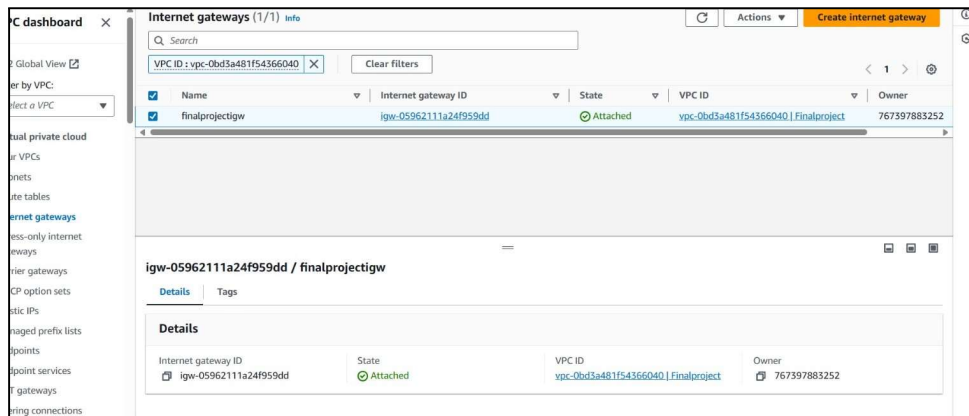 PC dashboard
2 Global View
er by VPC:
elect a VPC
tual private cloud
ur VPCs
bnets
ute tables
ernet gateways
ress-only internet
eways
rier gateways
CP option sets
stic IPs
naged prefix lists
dpoints
dpoint services
T gateways
ering connections
Internet gateways (1/1) Info
Actions
Create internet gateway
Search
VPC ID : vpc-0bd3a481f54366040
Clear filters
1
Name Internet gateway ID State VPC ID Owner
finalprojectigw igw-05962111a24f959dd Attached vpc-0bd3a481f54366040 | Finalproject 767397883252
igw-05962111a24f959dd / finalprojectigw
Details Tags
Details
Internet gateway ID State VPC ID Owner
igw-05962111a24f959dd Attached vpc-0bd3a481f54366040 | Finalproject 767397883252